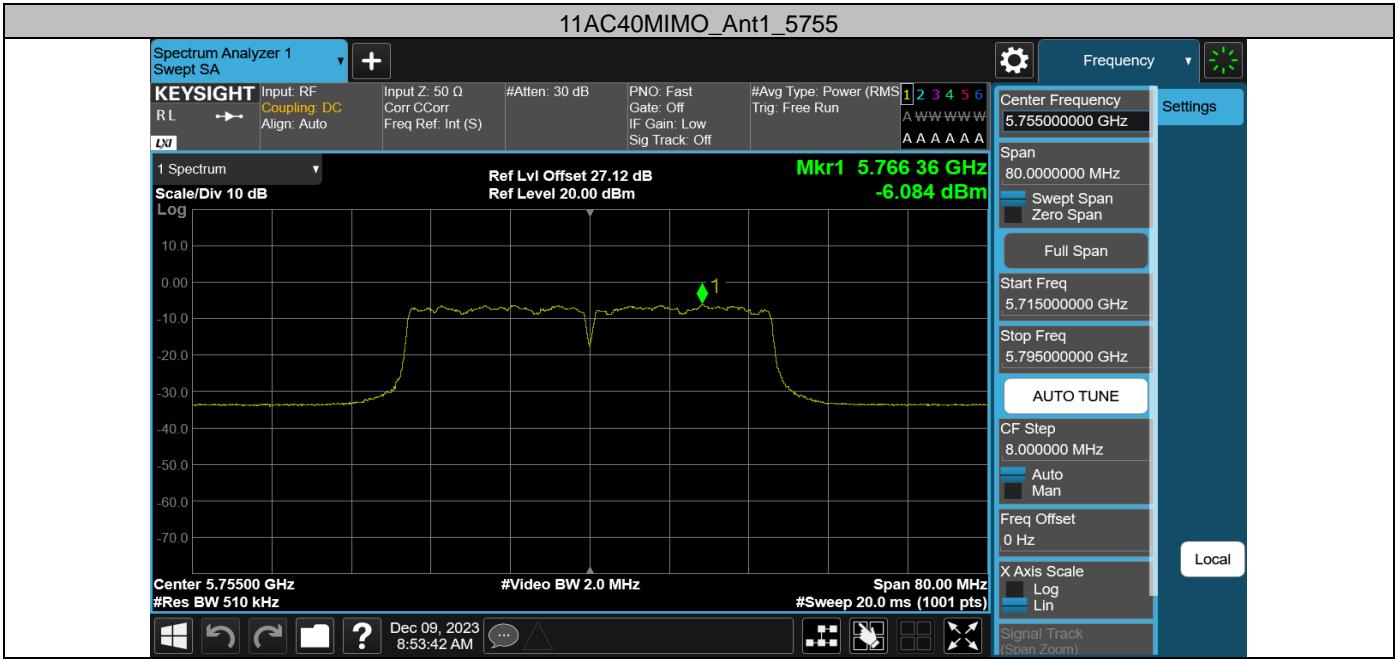 11AC40MIMO_Ant1_5755
Spectrum Analyzer 1
Swept SA
Frequency
KEYSIGHT
RL
LXI
Input: RF
Coupling: DC
Align: Auto
Input Z: 50 Ω
Corr CCorr
Freq Ref: Int (S)
#Atten: 30 dB
PNO: Fast
Gate: Off
IF Gain: Low
Sig Track: Off
#Avg Type: Power (RMS
Trig: Free Run
1 2 3 4 5 6
A W W W W W
A A A A A A
1 Spectrum
Scale/Div 10 dB
Log
Ref Lvl Offset 27.12 dB
Ref Level 20.00 dBm
Mkr1 5.766 36 GHz
-6.084 dBm
10.0
0.00
-10.0
-20.0
-30.0
-40.0
-50.0
-60.0
-70.0
1
Center 5.75500 GHz
#Video BW 2.0 MHz
Span 80.00 MHz
#Res BW 510 kHz
#Sweep 20.0 ms (1001 pts)
Center Frequency
5.755000000 GHz
Span
80.0000000 MHz
Swept Span
Zero Span
Full Span
Start Freq
5.715000000 GHz
Stop Freq
5.795000000 GHz
AUTO TUNE
CF Step
8.000000 MHz
Auto
Man
Freq Offset
0 Hz
X Axis Scale
Log
Lin
Signal Track
(Span Zoom)
Settings
Local
?
Dec 09, 2023
8:53:42 AM